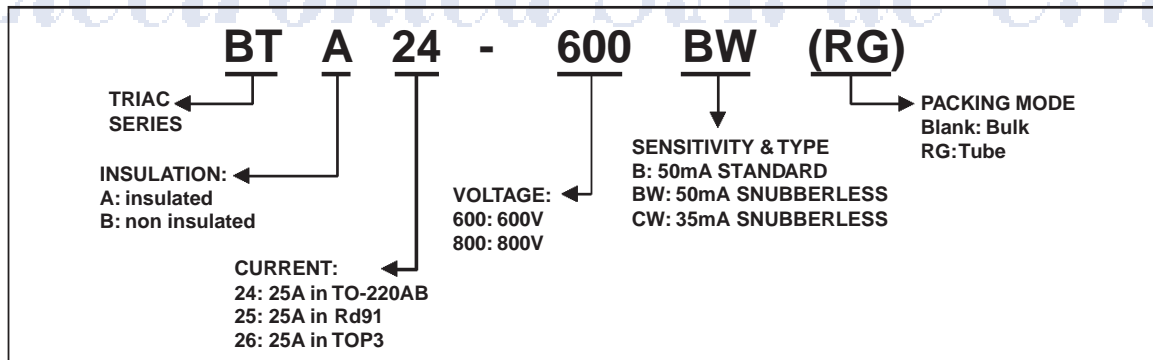 BT A 24 - 600 BW (RG)
TRIAC
SERIES
INSULATION:
A: insulated
B: non insulated
CURRENT:
24: 25A in TO-220AB
25: 25A in Rd91
26: 25A in TOP3
VOLTAGE:
600: 600V
800: 800V
SENSITIVITY & TYPE
B: 50mA STANDARD
BW: 50mA SNUBBERLESS
CW: 35mA SNUBBERLESS
PACKING MODE
Blank: Bulk
RG: Tube